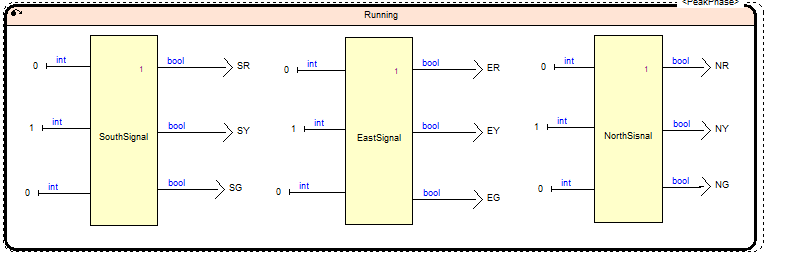 <PeakPhase>
Running
0 int 1 bool SR
1 int SouthSignal bool SY
0 int bool SG
0 int 1 bool ER
1 int EastSignal bool EY
0 int bool EG
0 int 1 bool NR
1 int NorthSisnal bool NY
0 int bool NG